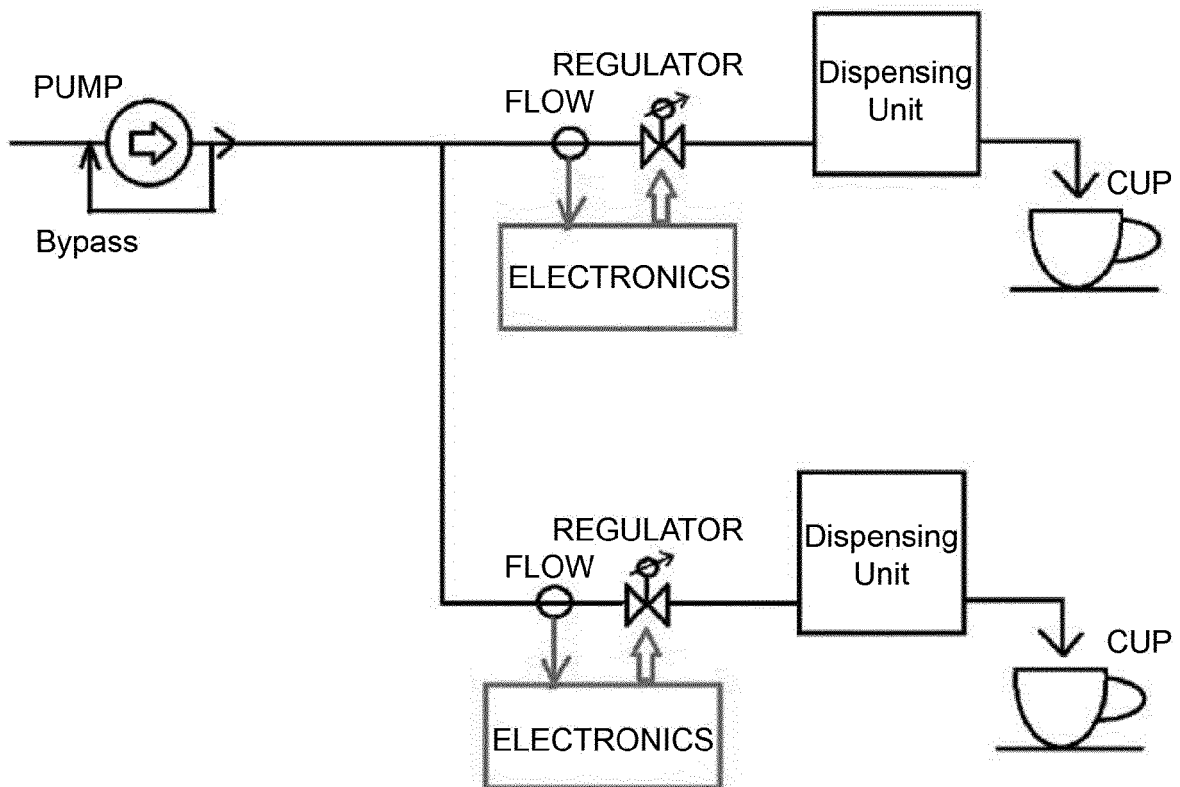 PUMP
Bypass
FLOW
REGULATOR
ELECTRONICS
Dispensing
Unit
CUP
FLOW
REGULATOR
ELECTRONICS
Dispensing
Unit
CUP